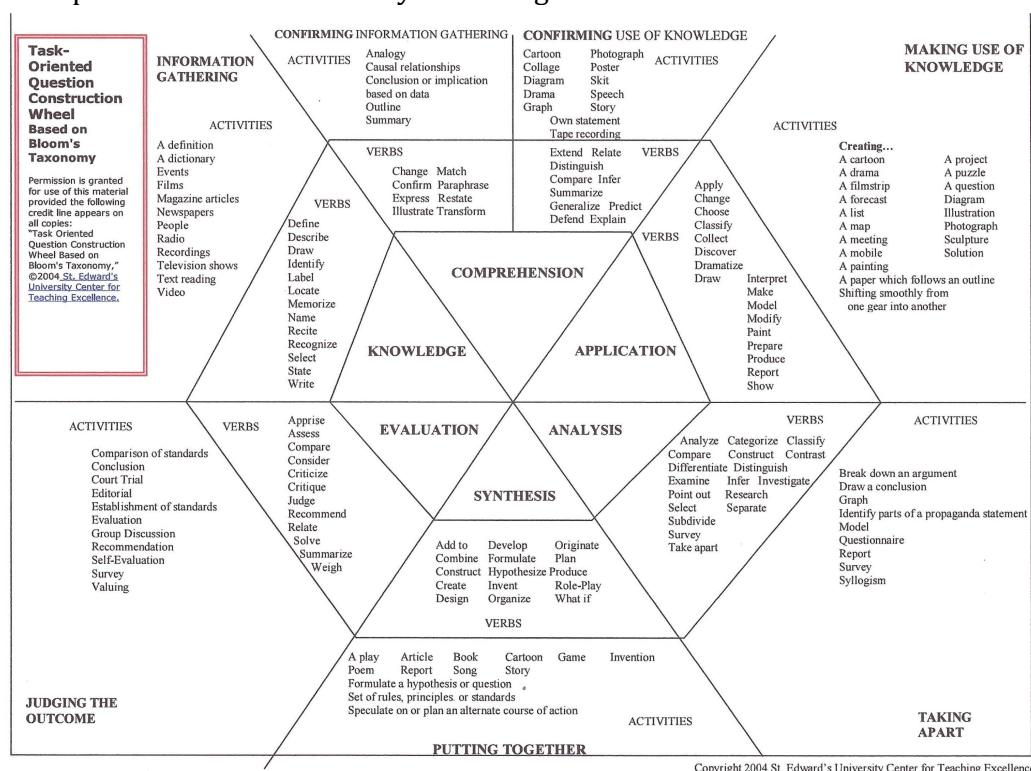 Task-
Oriented
Question
Construction
Wheel
Based on
Bloom's
Taxonomy
Permission is granted
for use of this material
provided the following
credit line appears on
all copies:
"Task Oriented
Question Construction
Wheel Based on
Bloom's Taxonomy,"
©2004 St. Edward's
University Center for
Teaching Excellence.
INFORMATION
GATHERING
ACTIVITIES
A definition
A dictionary
Events
Films
Magazine articles
Newspapers
People
Radio
Recordings
Television shows
Text reading
Video
VERBS
Define
Describe
Draw
Identify
Label
Locate
Memorize
Name
Recite
Recognize
Select
State
Write
KNOWLEDGE
CONFIRMING INFORMATION GATHERING
ACTIVITIES
Analogy
Causal relationships
Conclusion or implication
based on data
Outline
Summary
VERBS
Change Match
Confirm Paraphrase
Express Restate
Illustrate Transform
COMPREHENSION
CONFIRMING USE OF KNOWLEDGE
ACTIVITIES
Cartoon Photograph
Collage Poster
Diagram Skit
Drama Speech
Graph Story
Own statement
Tape recording
VERBS
Extend Relate
Distinguish
Compare Infer
Summarize
Generalize Predict
Defend Explain
MAKING USE OF
KNOWLEDGE
ACTIVITIES
Creating...
A cartoon A project
A drama A puzzle
A filmstrip A question
A forecast Diagram
A list Illustration
A map Photograph
A meeting Sculpture
A mobile Solution
A painting
A paper which follows an outline
Shifting smoothly from
one gear into another
VERBS
Apply
Change
Choose
Classify
Collect
Discover
Dramatize
Draw Interpret
Make
Model
Modify
Paint
Prepare
Produce
Report
Show
APPLICATION
ACTIVITIES
Comparison of standards
Conclusion
Court Trial
Editorial
Establishment of standards
Evaluation
Group Discussion
Recommendation
Self-Evaluation
Survey
Valuing
JUDGING THE
OUTCOME
VERBS
Apprise
Assess
Compare
Consider
Criticize
Critique
Judge
Recommend
Relate
Solve
Summarize
Weigh
EVALUATION
ANALYSIS
VERBS
Analyze Categorize Classify
Compare Construct Contrast
Differentiate Distinguish
Examine Infer Investigate
Point out Research
Select Separate
Subdivide
Survey
Take apart
ACTIVITIES
Break down an argument
Draw a conclusion
Graph
Identify parts of a propaganda statement
Model
Questionnaire
Report
Survey
Syllogism
TAKING
APART
SYNTHESIS
Add to Develop Originate
Combine Formulate Plan
Construct Hypothesize Produce
Create Invent Role-Play
Design Organize What if
VERBS
A play Article Book Cartoon Game Invention
Poem Report Song Story
Formulate a hypothesis or question
Set of rules, principles. or standards
Speculate on or plan an alternate course of action
ACTIVITIES
PUTTING TOGETHER
Copyright 2004 St. Edward's University Center for Teaching Excellence